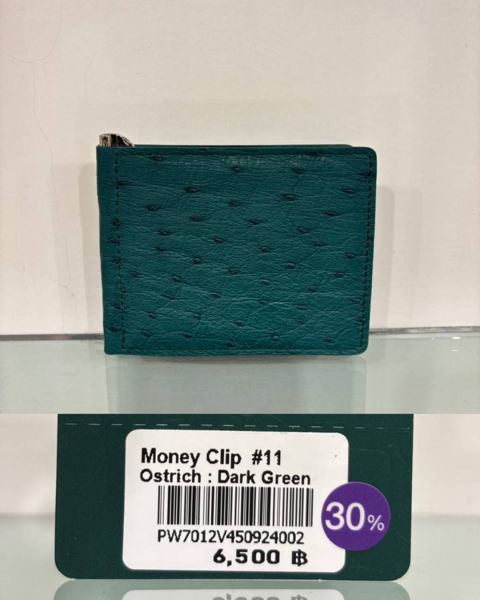 Money Clip #11
Ostrich : Dark Green
PW7012V450924002
6,500 ฿
30%